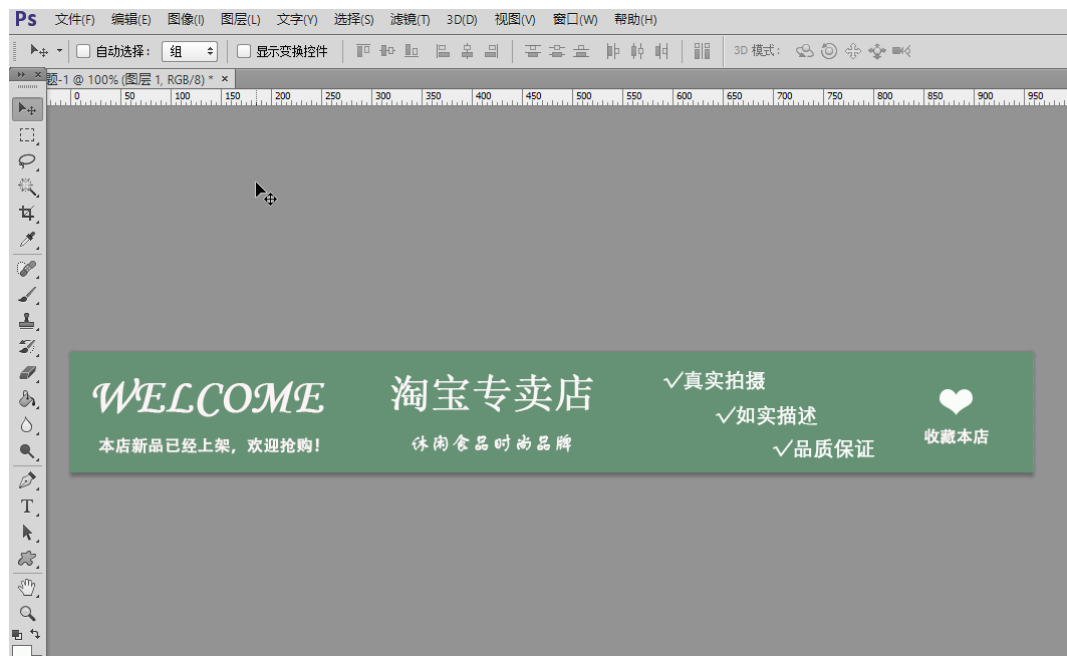 Ps 文件(F) 编辑(E) 图像(I) 图层(L) 文字(Y) 选择(S) 滤镜(T) 3D(D) 视图(V) 窗口(W) 帮助(H)
自动选择: 组 显示变换控件 3D 模式:
题-1 @ 100% (图层 1, RGB/8) * ×
0 50 100 150 200 250 300 350 400 450 500 550 600 650 700 750 800 850 900 950
WELCOME
本店新品已经上架，欢迎抢购！
淘宝专卖店
休闲食品时尚品牌
√真实拍摄
√如实描述
√品质保证
❤
收藏本店
T